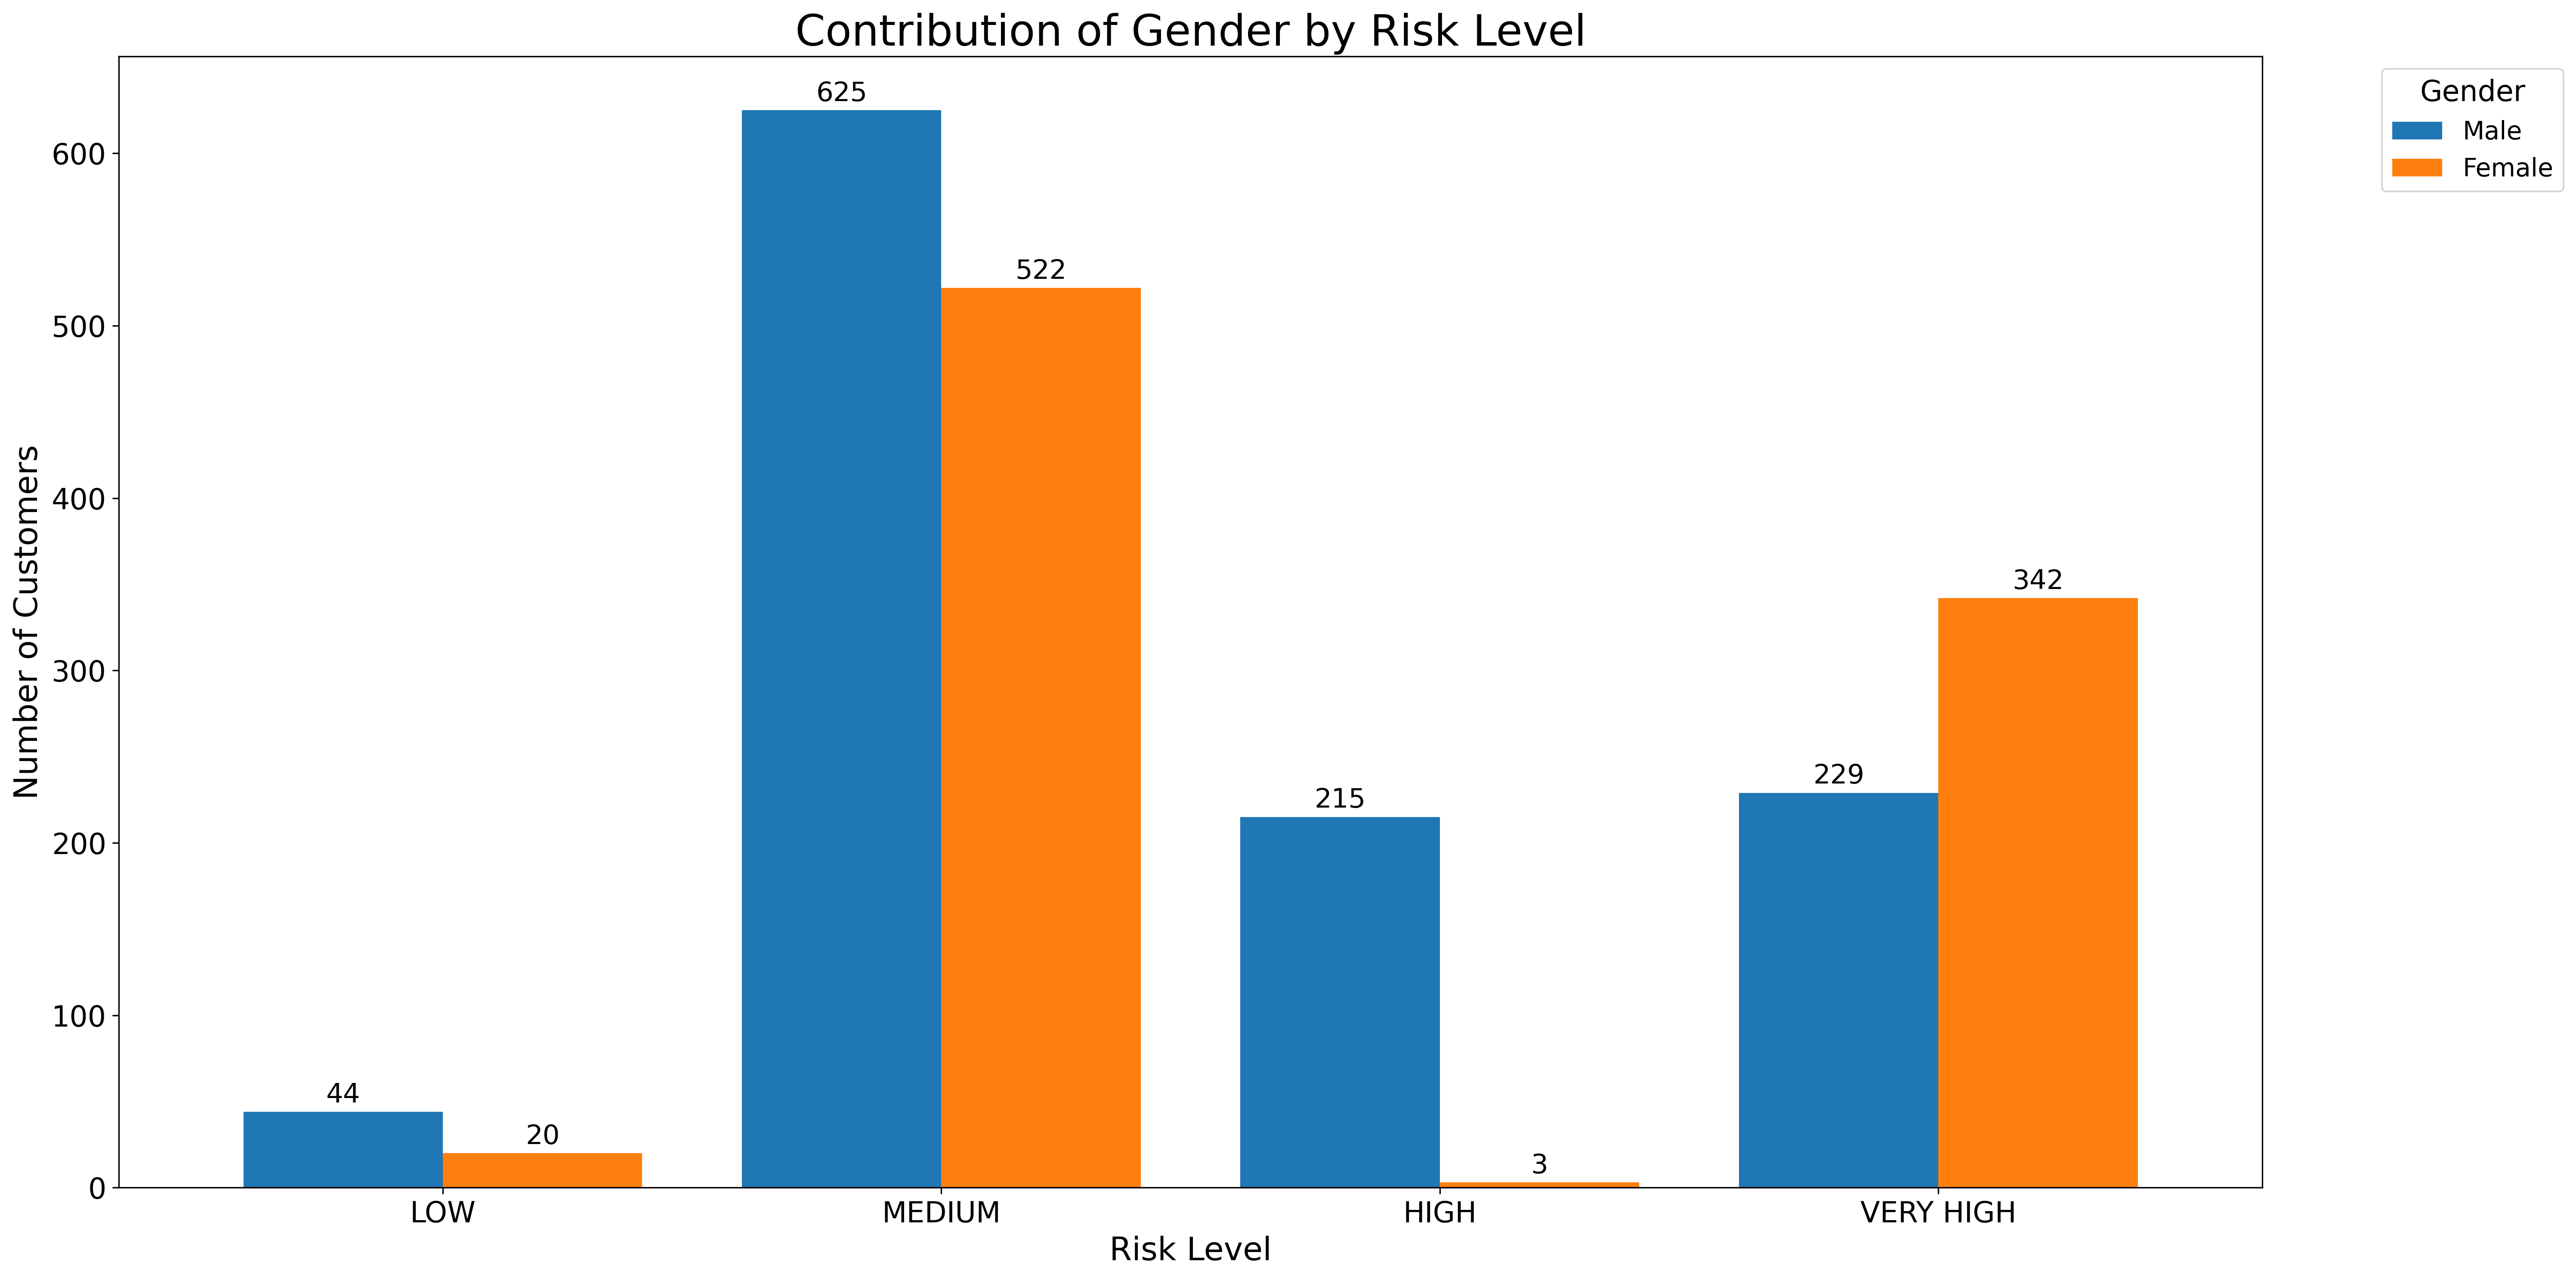 Contribution of Gender by Risk Level
Gender
Male
Female
Number of Customers
600
500
400
300
200
100
0
625
522
342
229
215
44
20
3
LOW
MEDIUM
HIGH
VERY HIGH
Risk Level